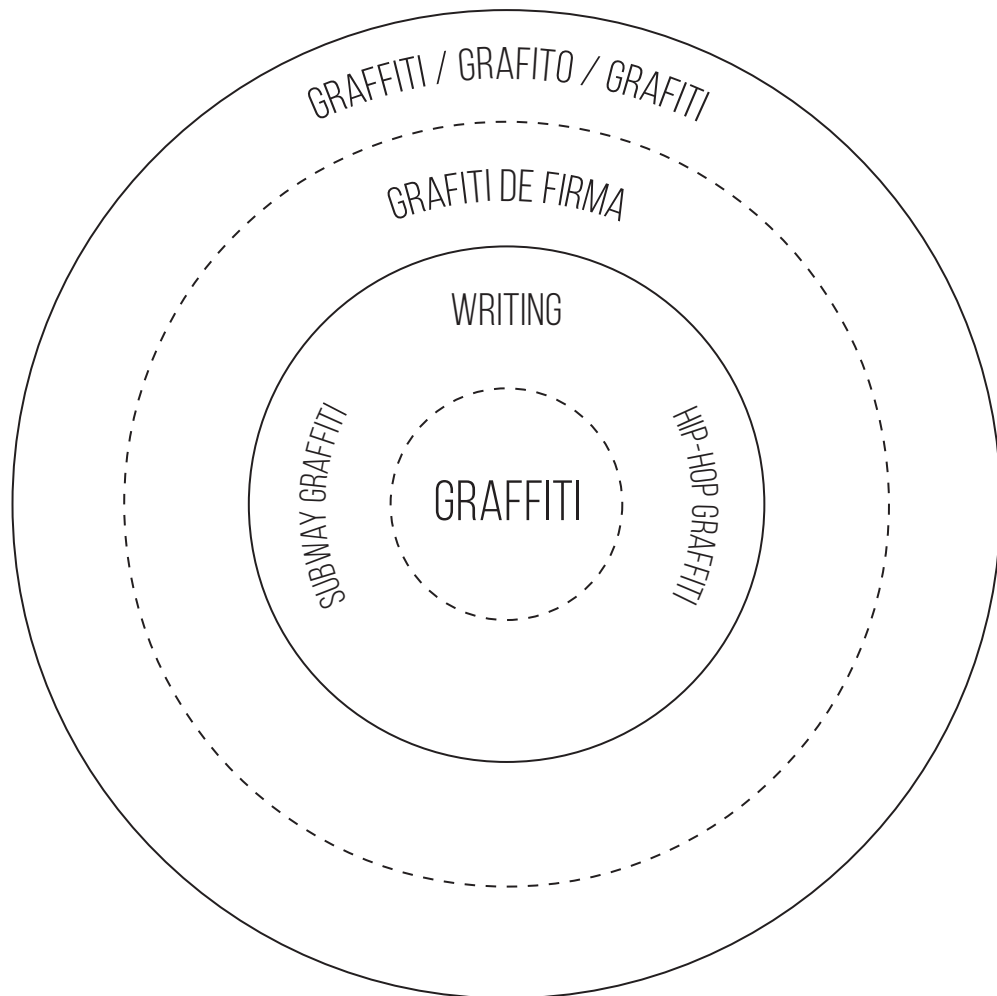 GRAFFITI / GRAFITO / GRAFITI
GRAFITI DE FIRMA
WRITING
SUBWAY GRAFFITI
GRAFFITI
HIP-HOP GRAFFITI